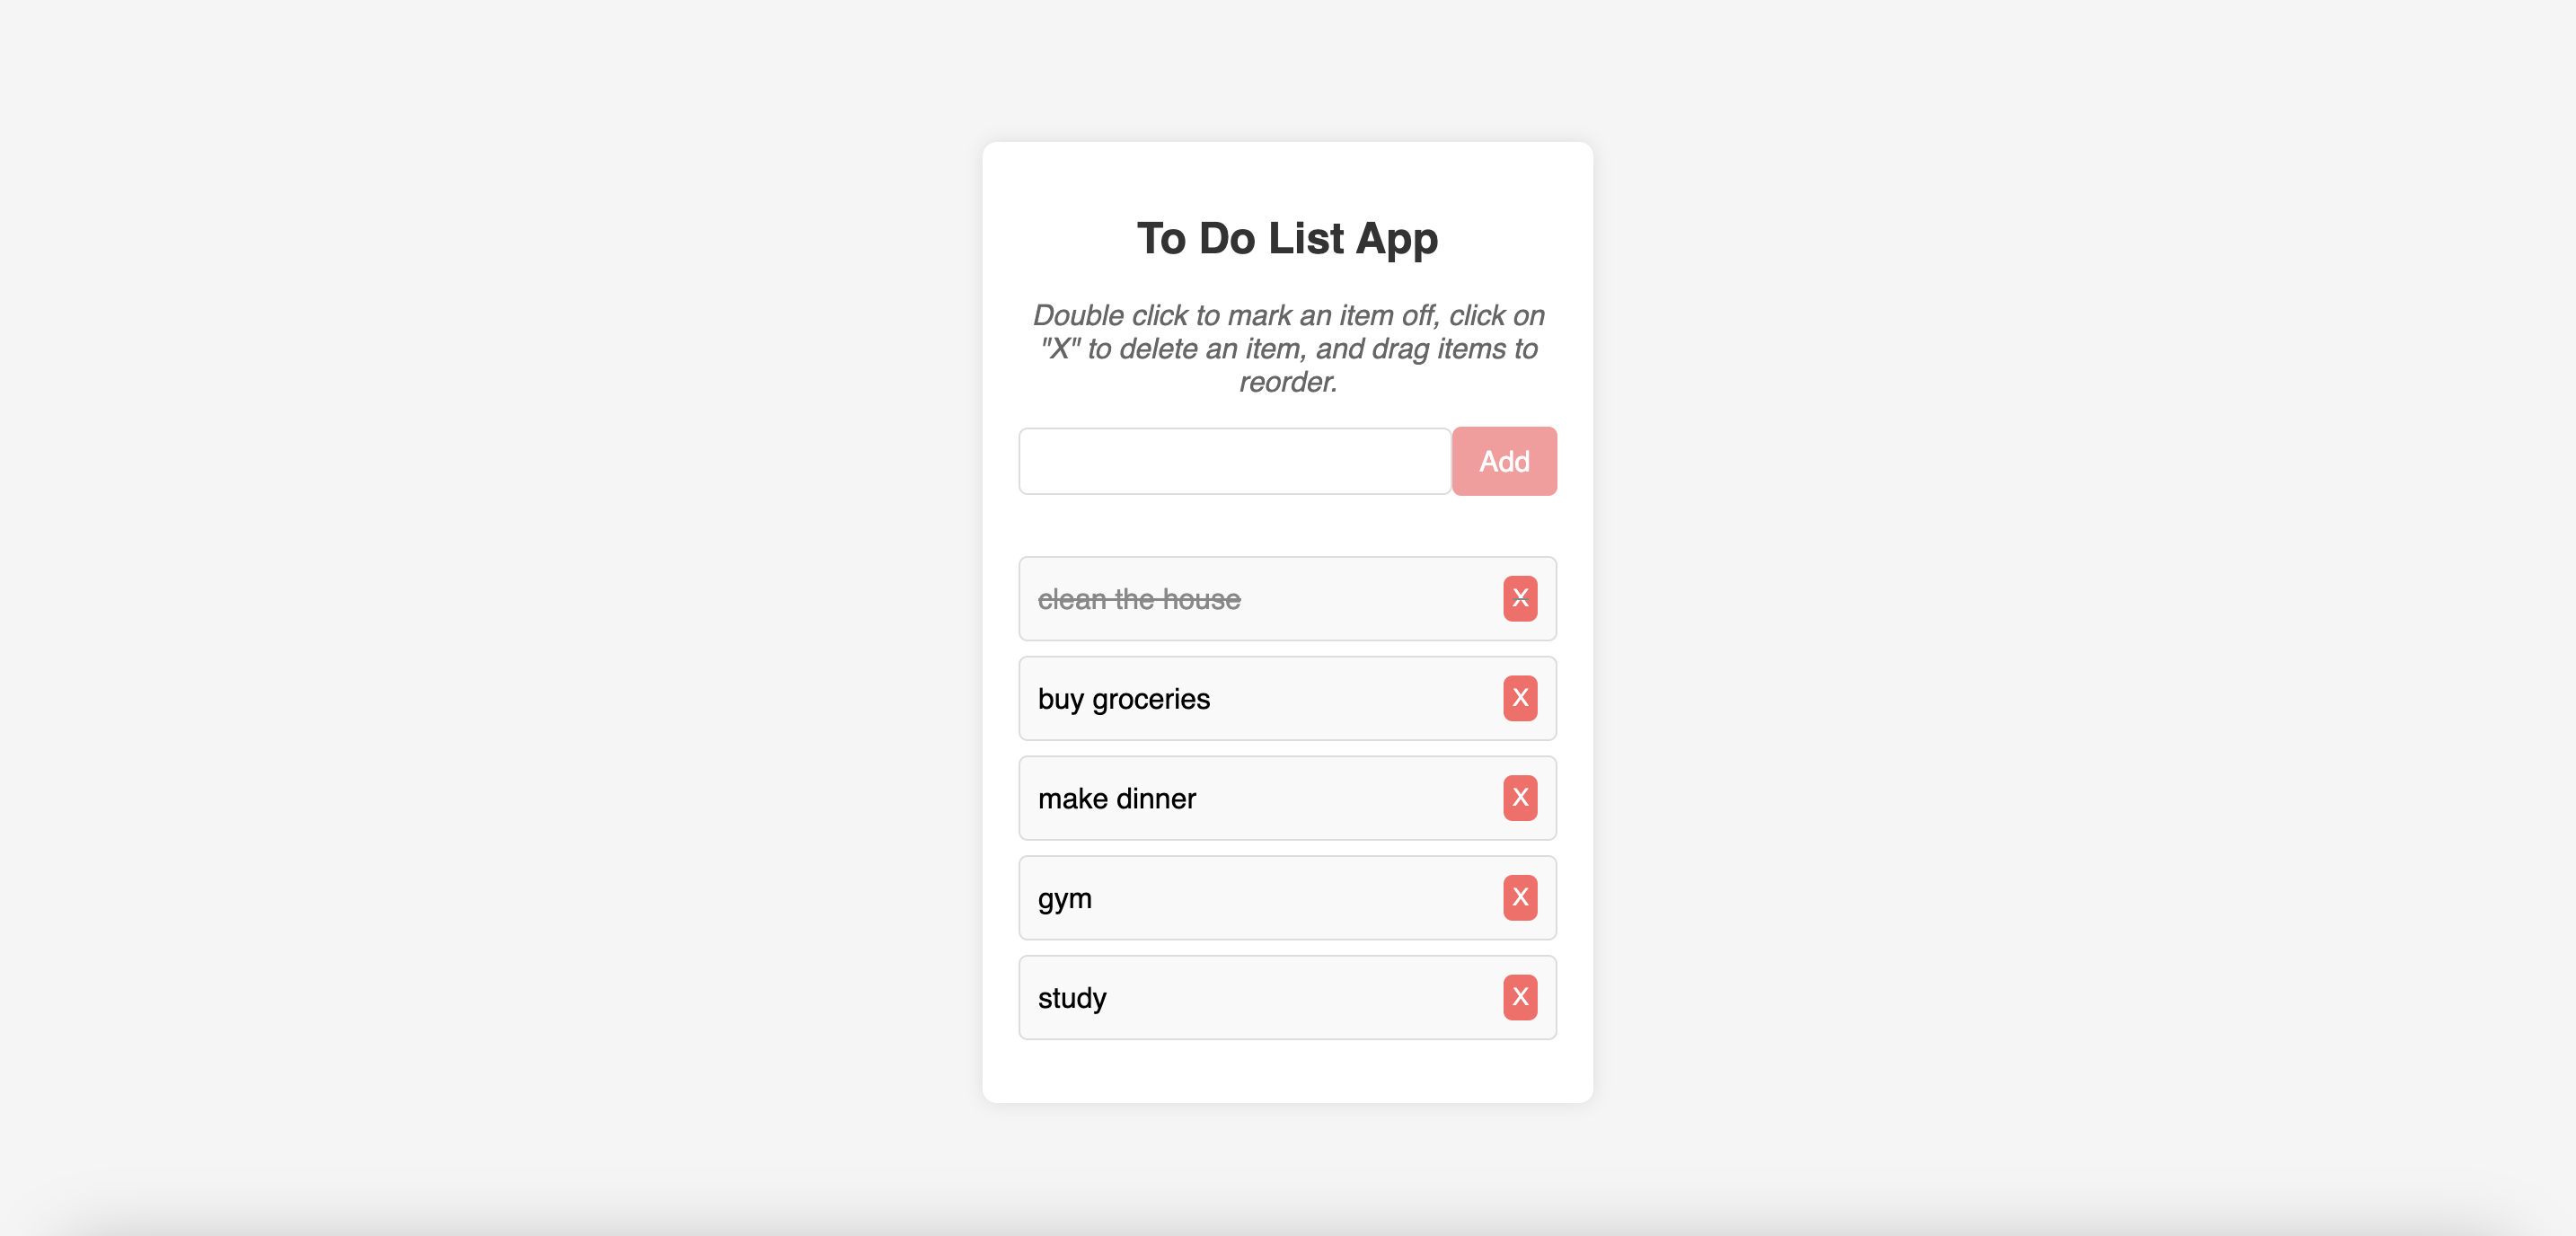 To Do List App
Double click to mark an item off, click on
"X" to delete an item, and drag items to
reorder.
Add
clean the house X
buy groceries X
make dinner X
gym X
study X